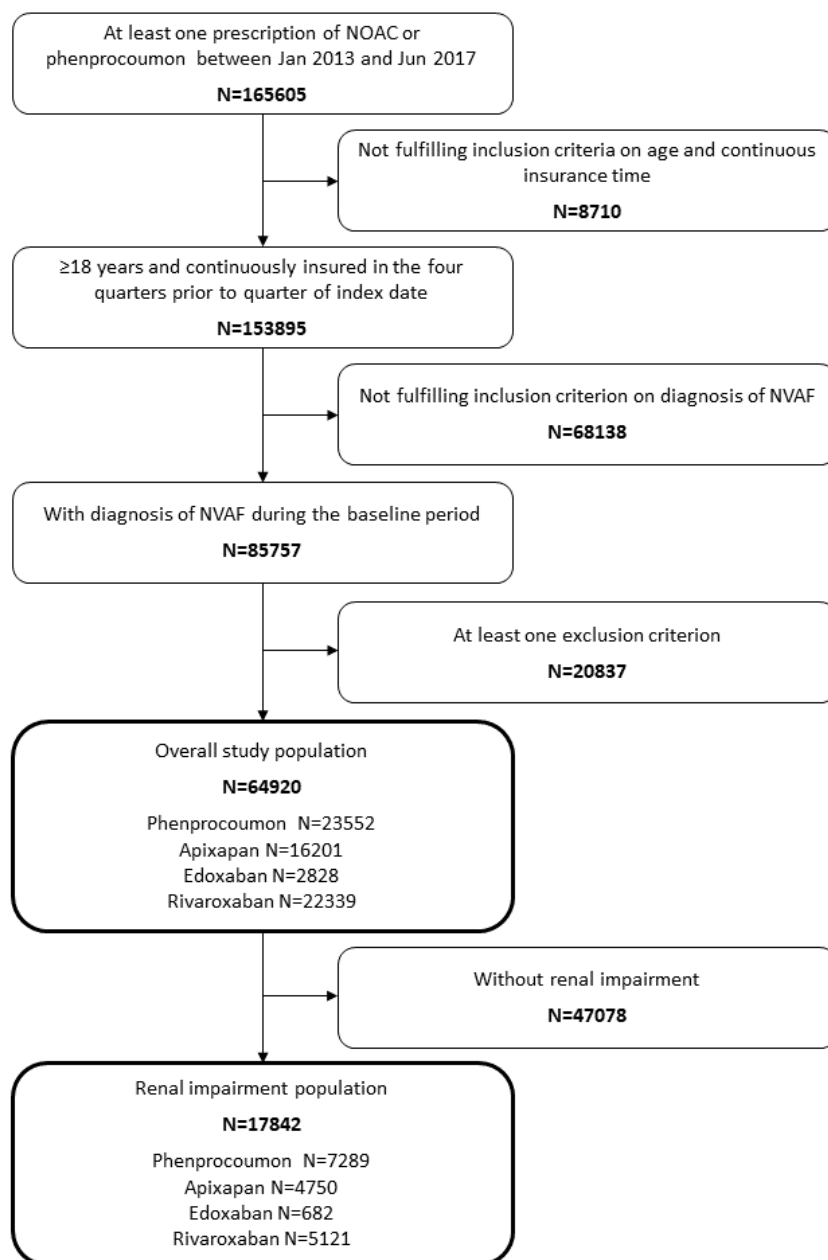 At least one prescription of NOAC or
phenprocoumon between Jan 2013 and Jun 2017
N=165605
Not fulfilling inclusion criteria on age and continuous
insurance time
N=8710
≥18 years and continuously insured in the four
quarters prior to quarter of index date
N=153895
Not fulfilling inclusion criterion on diagnosis of NVAF
N=68138
With diagnosis of NVAF during the baseline period
N=85757
At least one exclusion criterion
N=20837
Overall study population
N=64920
Phenprocoumon N=23552
Apixapan N=16201
Edoxaban N=2828
Rivaroxaban N=22339
Without renal impairment
N=47078
Renal impairment population
N=17842
Phenprocoumon N=7289
Apixapan N=4750
Edoxaban N=682
Rivaroxaban N=5121